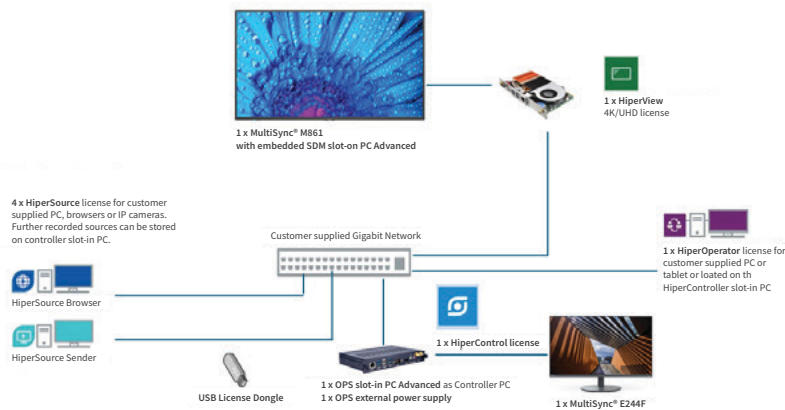 1 x MultiSync® M861
with embedded SDM slot-on PC Advanced
1 x HiperView
4K/UHD license
4 x HiperSource license for customer
supplied PC, browsers or IP cameras.
Further recorded sources can be stored
on controller slot-in PC.
Customer supplied Gigabit Network
1 x HiperOperator license for
customer supplied PC or
tablet or loated on th
HiperController slot-in PC
HiperSource Browser
HiperSource Sender
1 x HiperControl license
USB License Dongle
1 x OPS slot-in PC Advanced as Controller PC
1 x OPS external power supply
1 x MultiSync® E244F